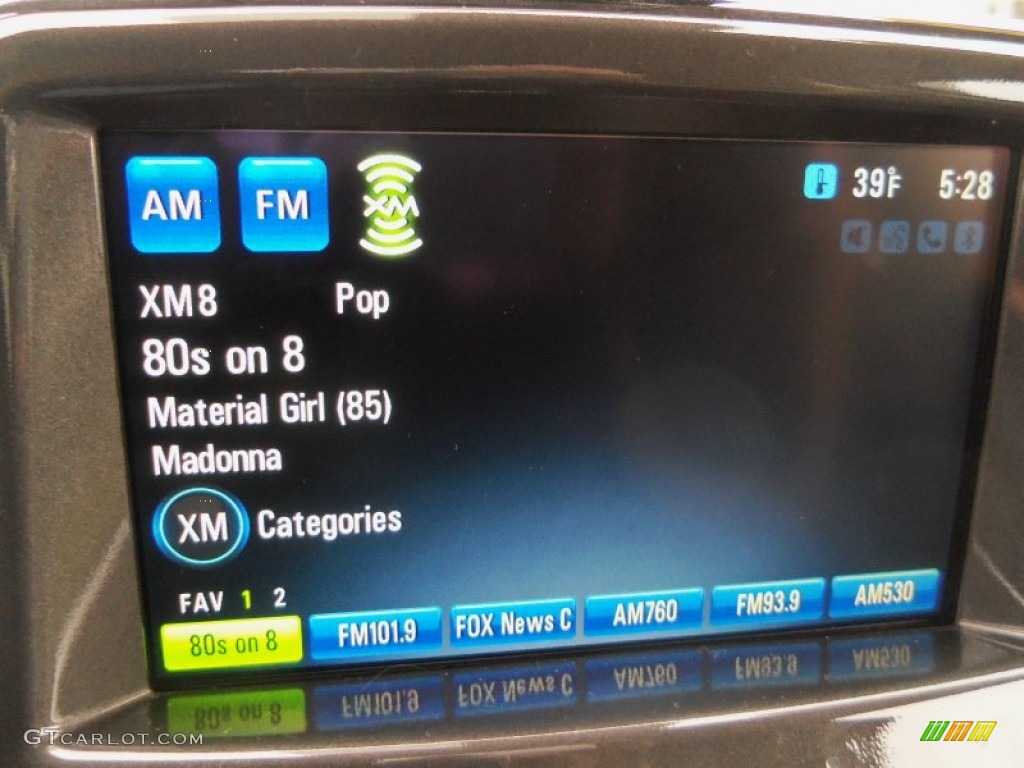 AM FM XM 39°F 5:28
XM8 Pop
80s on 8
Material Girl (85)
Madonna
XM Categories
FAV 1 2
80s on 8 FM101.9 FOX News C AM760 FM93.9 AM530
GTCARLOT.COM